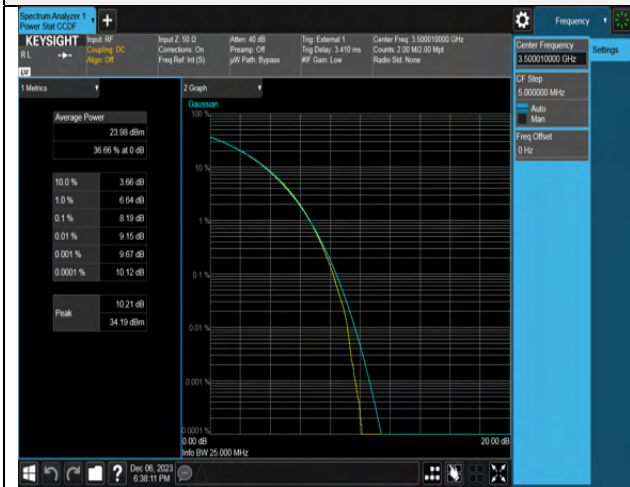 Spectrum Analyzer 1
Power Stat CCDF
Frequency
KEYSIGHT
R L
Input: RF
Coupling: DC
Align: Off
Input Z: 50 Ω
Corrections: On
Freq Ref: Int (S)
Atten: 40 dB
Preamp: Off
µW Path: Bypass
Trig: External 1
Trig Delay: 3.410 ms
#IF Gain: Low
Center Freq: 3.500010000 GHz
Counts: 2.00 M/2.00 Mpt
Radio Std: None
Center Frequency
3.500010000 GHz
Settings
CF Step
5.000000 MHz
Auto
Man
Freq Offset
0 Hz
1 Metrics
2 Graph
Average Power
23.98 dBm
36.66 % at 0 dB
10.0 % 3.66 dB
1.0 % 6.64 dB
0.1 % 8.19 dB
0.01 % 9.15 dB
0.001 % 9.67 dB
0.0001 % 10.12 dB
Peak
10.21 dB
34.19 dBm
Gaussian
100 %
10 %
1 %
0.1 %
0.01 %
0.001 %
0.0001 %
0.00 dB
20.00 dB
Info BW 25.000 MHz
Dec 06, 2023
6:38:11 PM